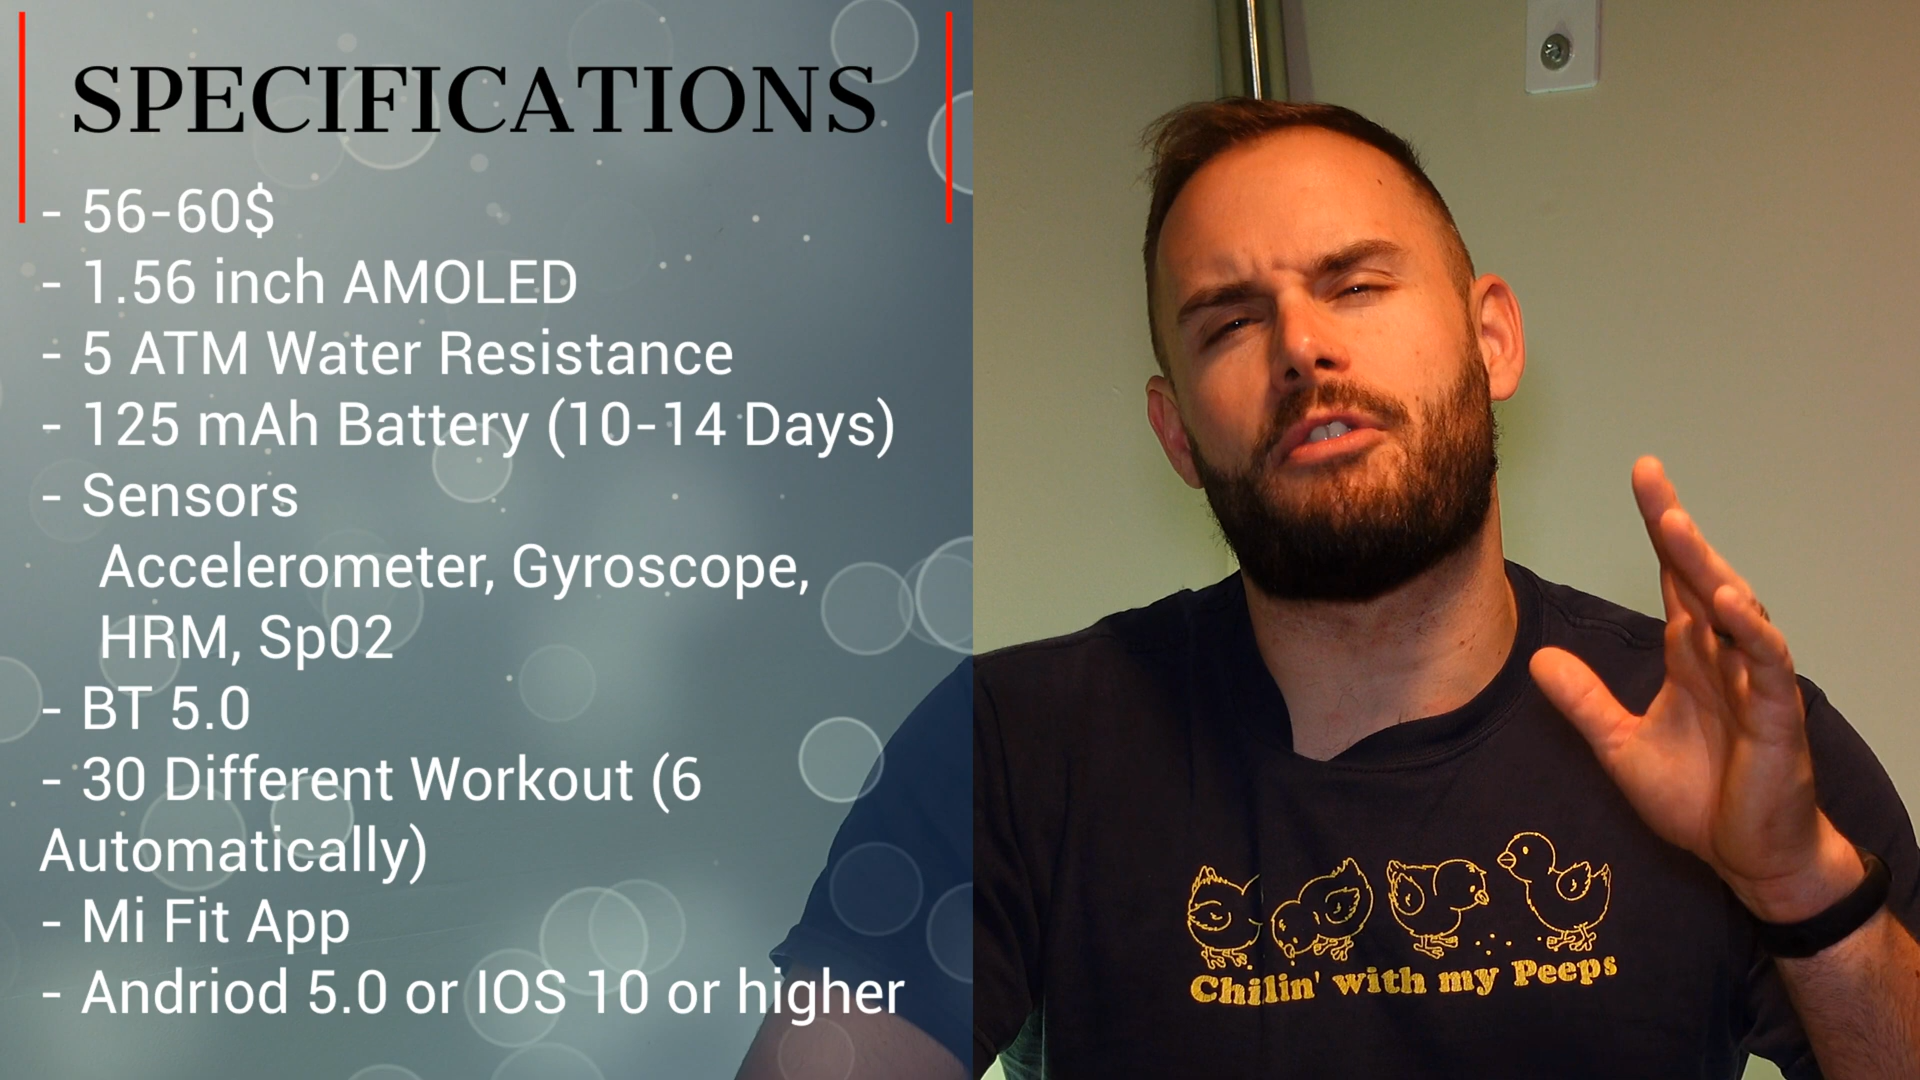 SPECIFICATIONS
- 56-60$
- 1.56 inch AMOLED
- 5 ATM Water Resistance
- 125 mAh Battery (10-14 Days)
- Sensors
Accelerometer, Gyroscope,
HRM, Sp02
- BT 5.0
- 30 Different Workout (6
Automatically)
- Mi Fit App
- Andriod 5.0 or IOS 10 or higher
Chilin' with my Peeps